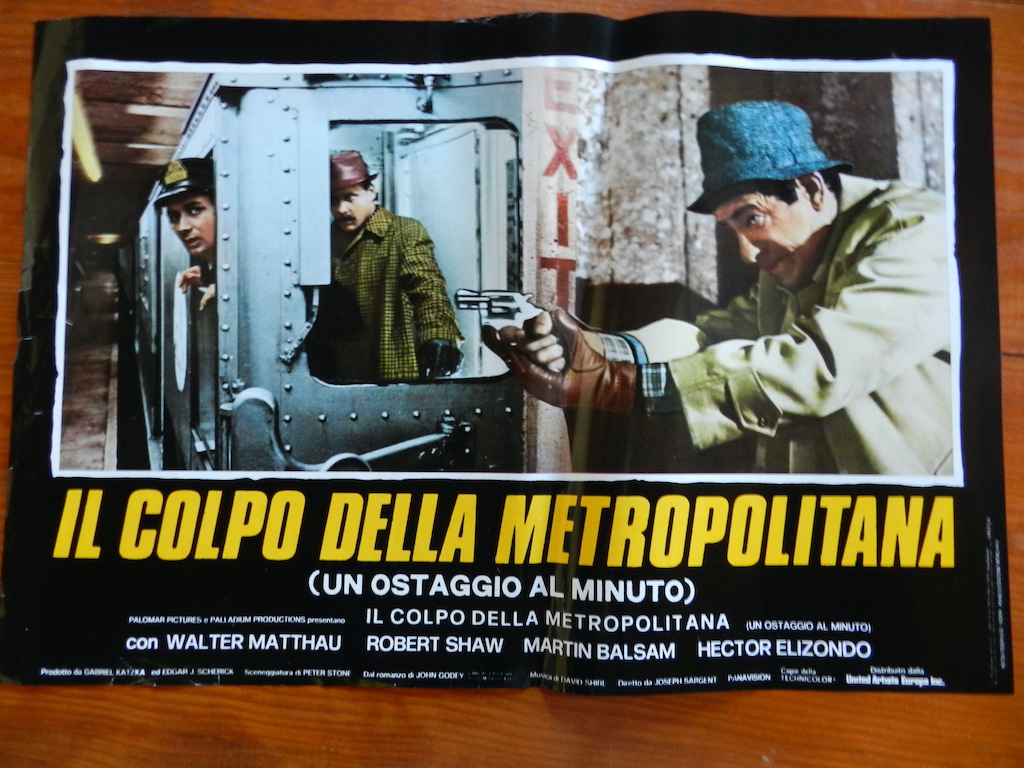 EXIT
IL COLPO DELLA METROPOLITANA
(UN OSTAGGIO AL MINUTO)
PALOMAR PICTURES e PALLADIUM PRODUCTIONS presentano IL COLPO DELLA METROPOLITANA (UN OSTAGGIO AL MINUTO)
con WALTER MATTHAU ROBERT SHAW MARTIN BALSAM HECTOR ELIZONDO
Prodotto da GABRIEL KATZKA ed EDGAR J SCHERICK Sceneggiatura di PETER STONE Dal romanzo di JOHN GODEY Musica di DAVID SHIRE Diretto da JOSEPH SARGENT PANAVISION Copie della TECHNICOLOR Distribuito dalla United Artists Europa Inc.